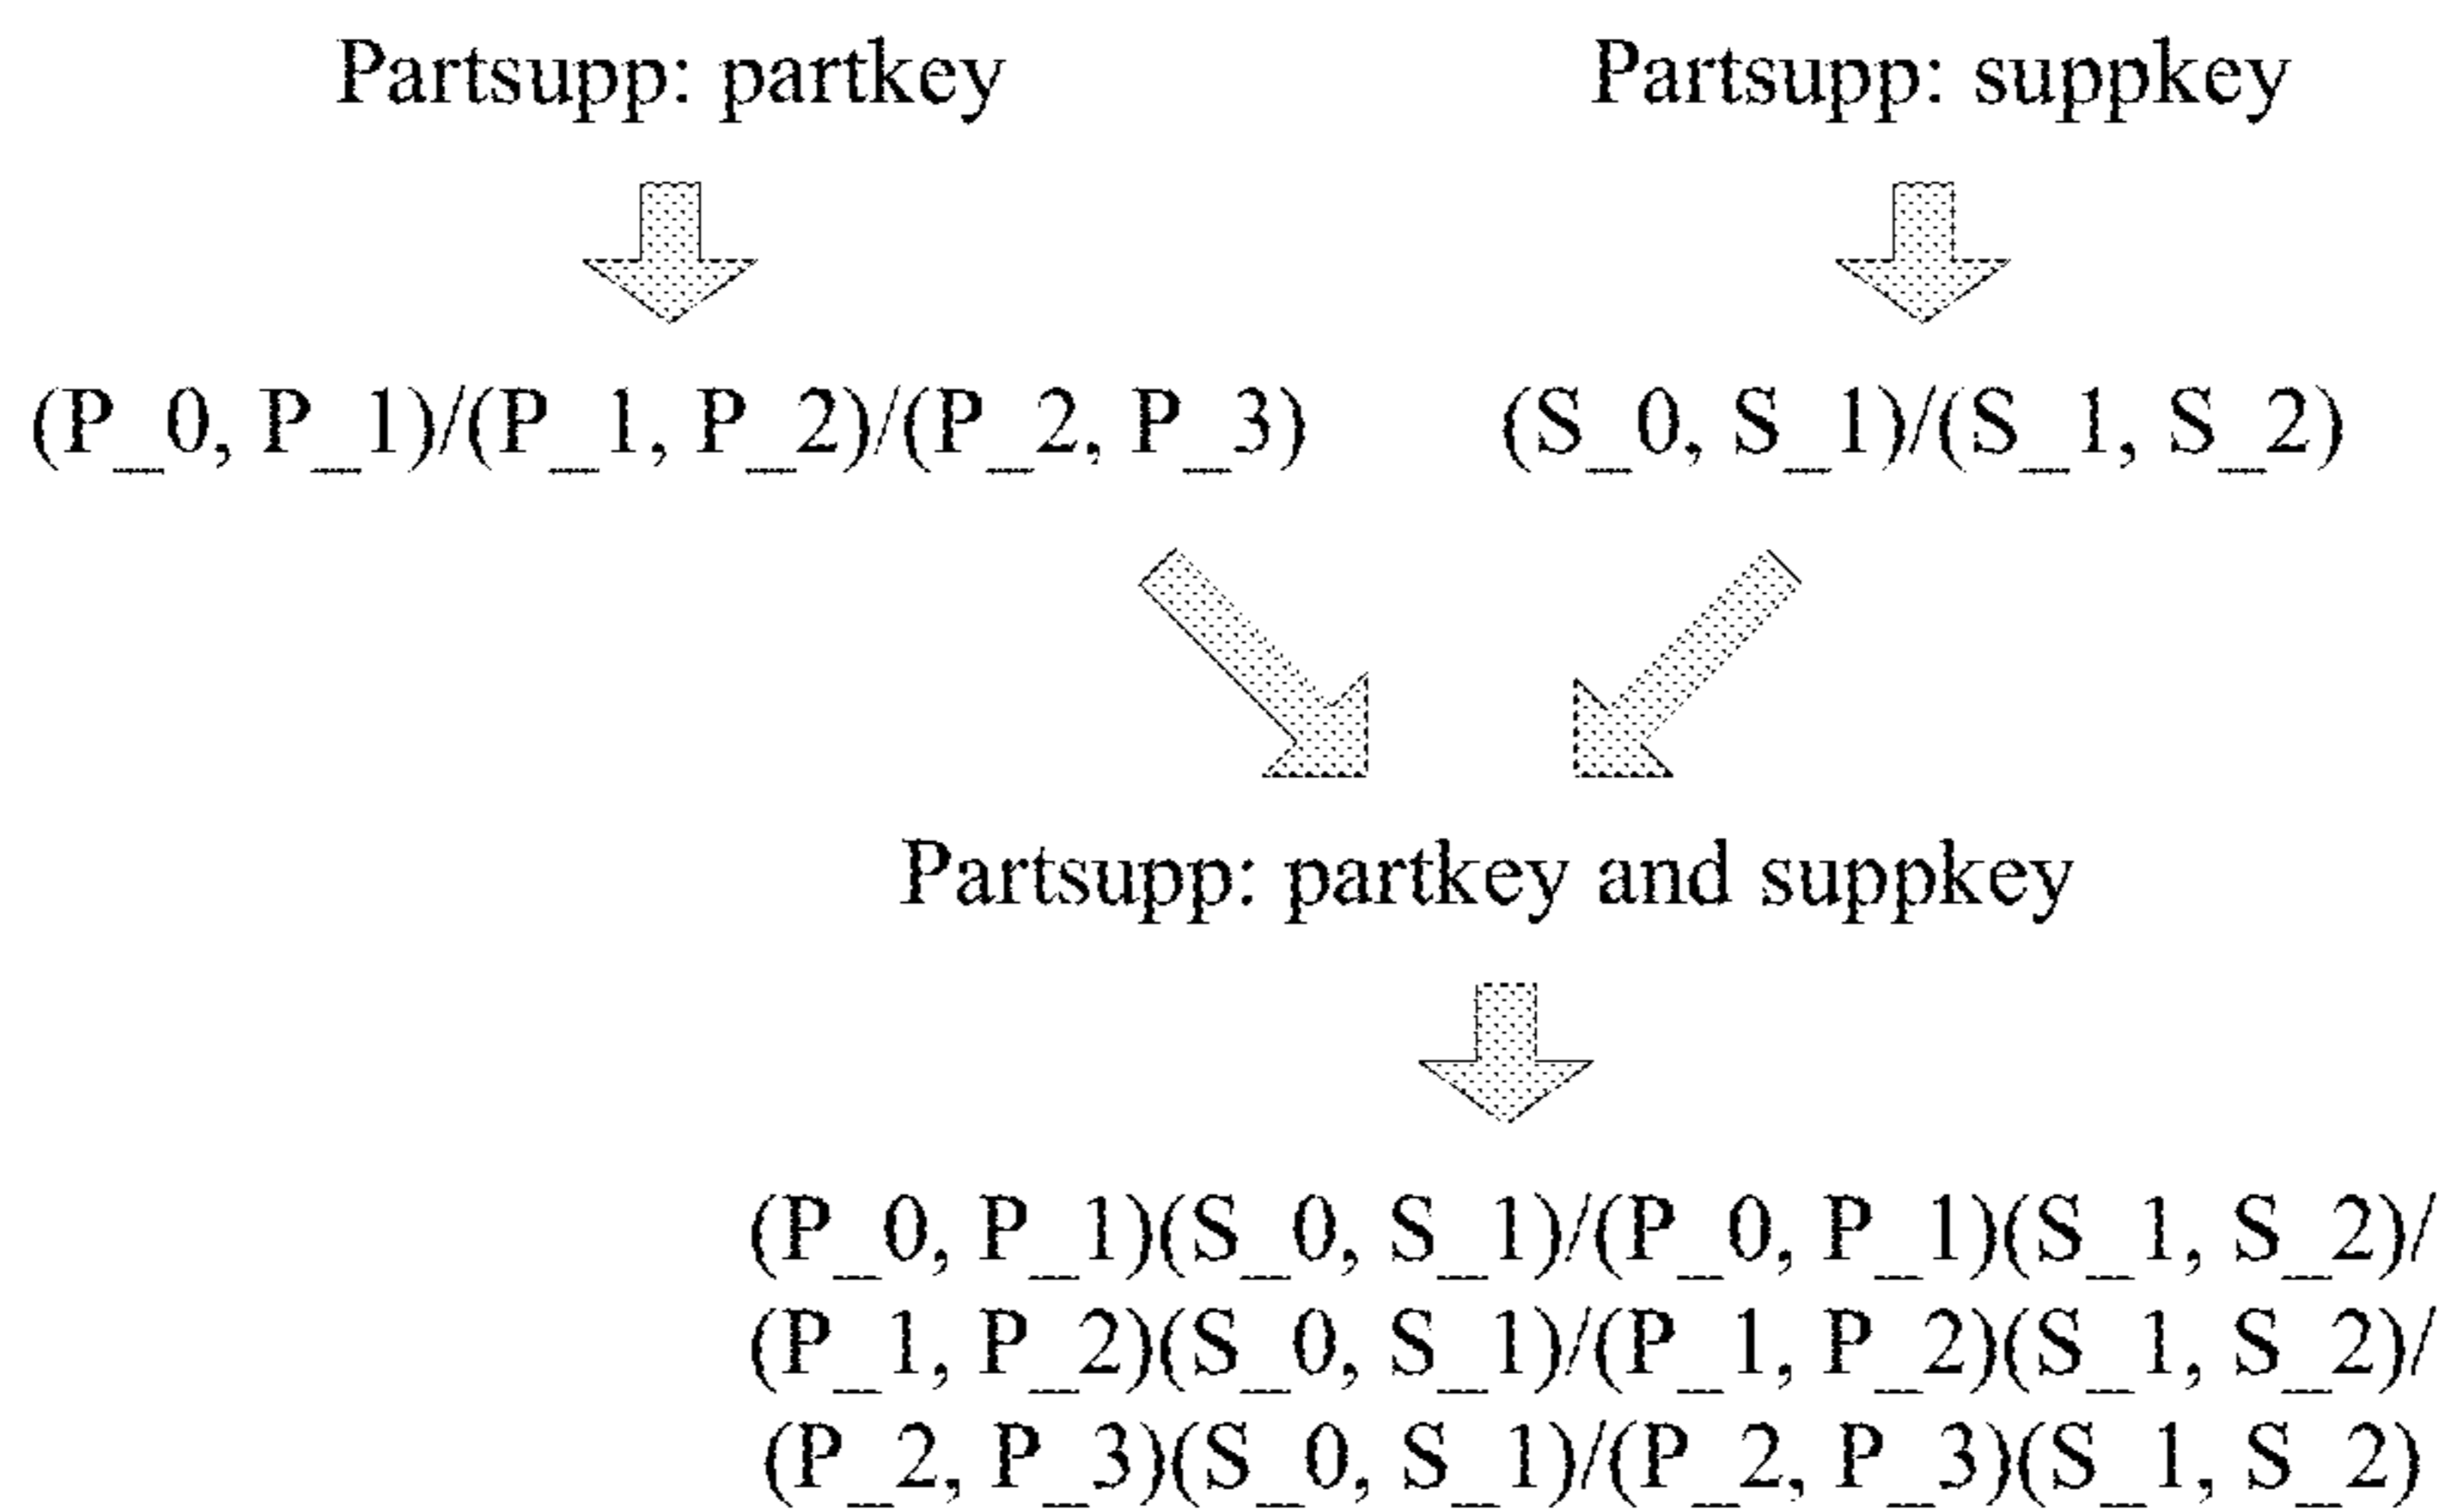 Partsupp: partkey
Partsupp: suppkey
(P_0, P_1)/(P_1, P_2)/(P_2, P_3)
(S_0, S_1)/(S_1, S_2)
Partsupp: partkey and suppkey
(P_0, P_1)(S_0, S_1)/(P_0, P_1)(S_1, S_2)/
(P_1, P_2)(S_0, S_1)/(P_1, P_2)(S_1, S_2)/
(P_2, P_3)(S_0, S_1)/(P_2, P_3)(S_1, S_2)